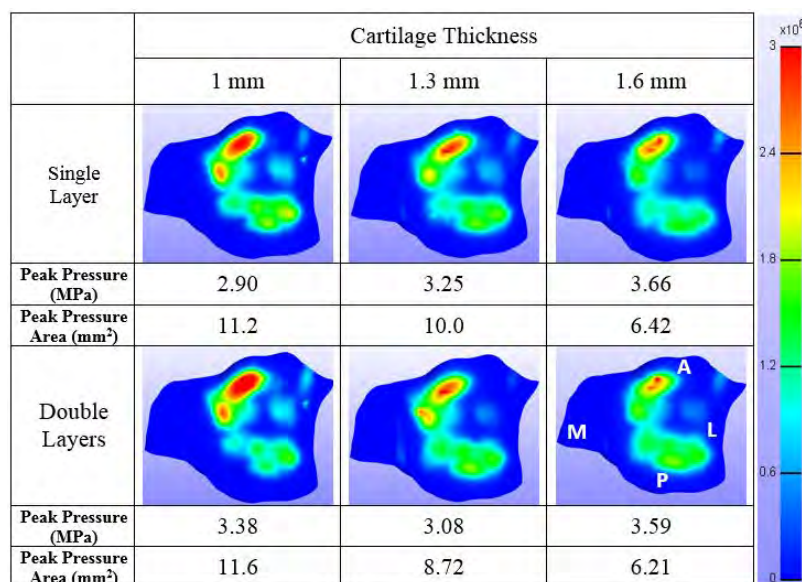 Cartilage Thickness
1 mm 1.3 mm 1.6 mm
Single
Layer
Peak Pressure
(MPa)
2.90 3.25 3.66
Peak Pressure
Area (mm²)
11.2 10.0 6.42
Double
Layers
A
M
L
P
Peak Pressure
(MPa)
3.38 3.08 3.59
Peak Pressure
Area (mm²)
11.6 8.72 6.21
x10⁶
3
2.4
1.8
1.2
0.6
0